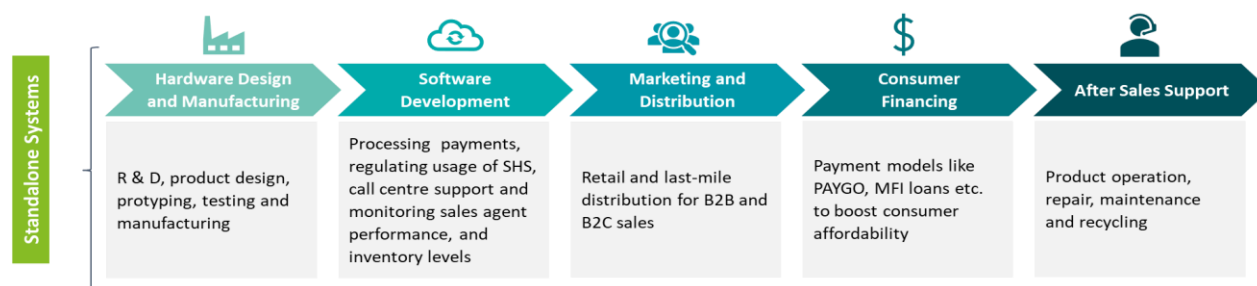 Standalone Systems
Hardware Design
and Manufacturing
R & D, product design,
protyping, testing and
manufacturing
Software
Development
Processing payments,
regulating usage of SHS,
call centre support and
monitoring sales agent
performance, and
inventory levels
Marketing and
Distribution
Retail and last-mile
distribution for B2B and
B2C sales
$
Consumer
Financing
Payment models like
PAYGO, MFI loans etc.
to boost consumer
affordability
After Sales Support
Product operation,
repair, maintenance
and recycling